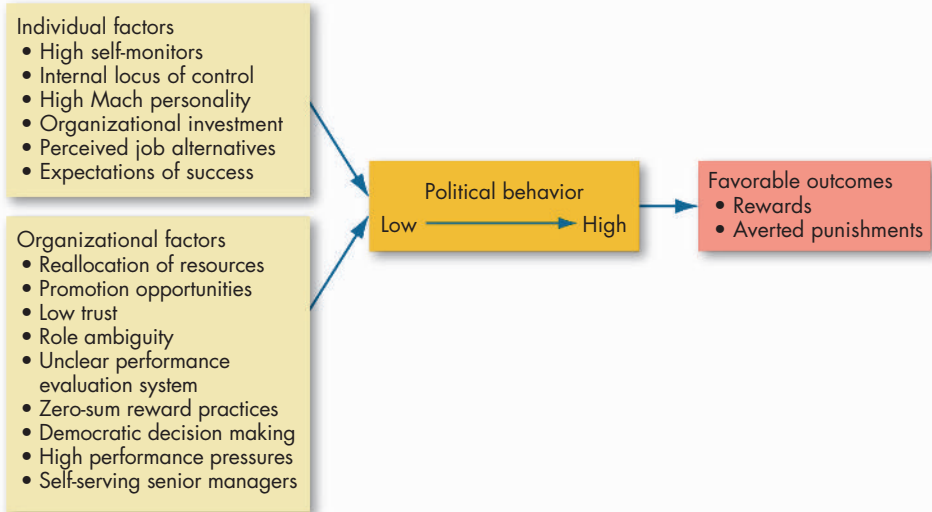 Individual factors
• High self-monitors
• Internal locus of control
• High Mach personality
• Organizational investment
• Perceived job alternatives
• Expectations of success
Organizational factors
• Reallocation of resources
• Promotion opportunities
• Low trust
• Role ambiguity
• Unclear performance
evaluation system
• Zero-sum reward practices
• Democratic decision making
• High performance pressures
• Self-serving senior managers
Political behavior
Low High
Favorable outcomes
• Rewards
• Averted punishments